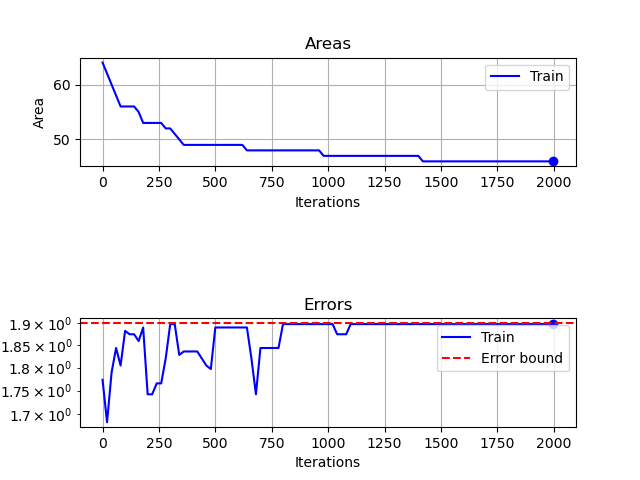 Areas
Area
60
50
Train
0 250 500 750 1000 1250 1500 1750 2000
Iterations
Errors
1.9 × 10⁰
1.85 × 10⁰
1.8 × 10⁰
1.75 × 10⁰
1.7 × 10⁰
Train
Error bound
0 250 500 750 1000 1250 1500 1750 2000
Iterations